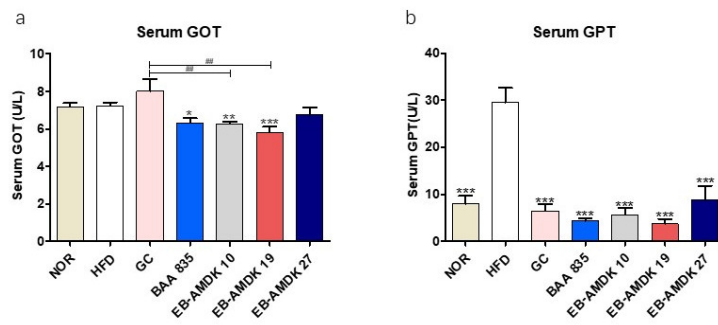 a
Serum GOT
Serum GOT (U/L)
10
8
6
4
2
0
##
##
*
**
***
NOR
HFD
GC
BAA 835
EB-AMDK 10
EB-AMDK 19
EB-AMDK 27
b
Serum GPT
Serum GPT(U/L)
40
30
20
10
0
***
***
***
***
***
***
NOR
HFD
GC
BAA 835
EB-AMDK 10
EB-AMDK 19
EB-AMDK 27